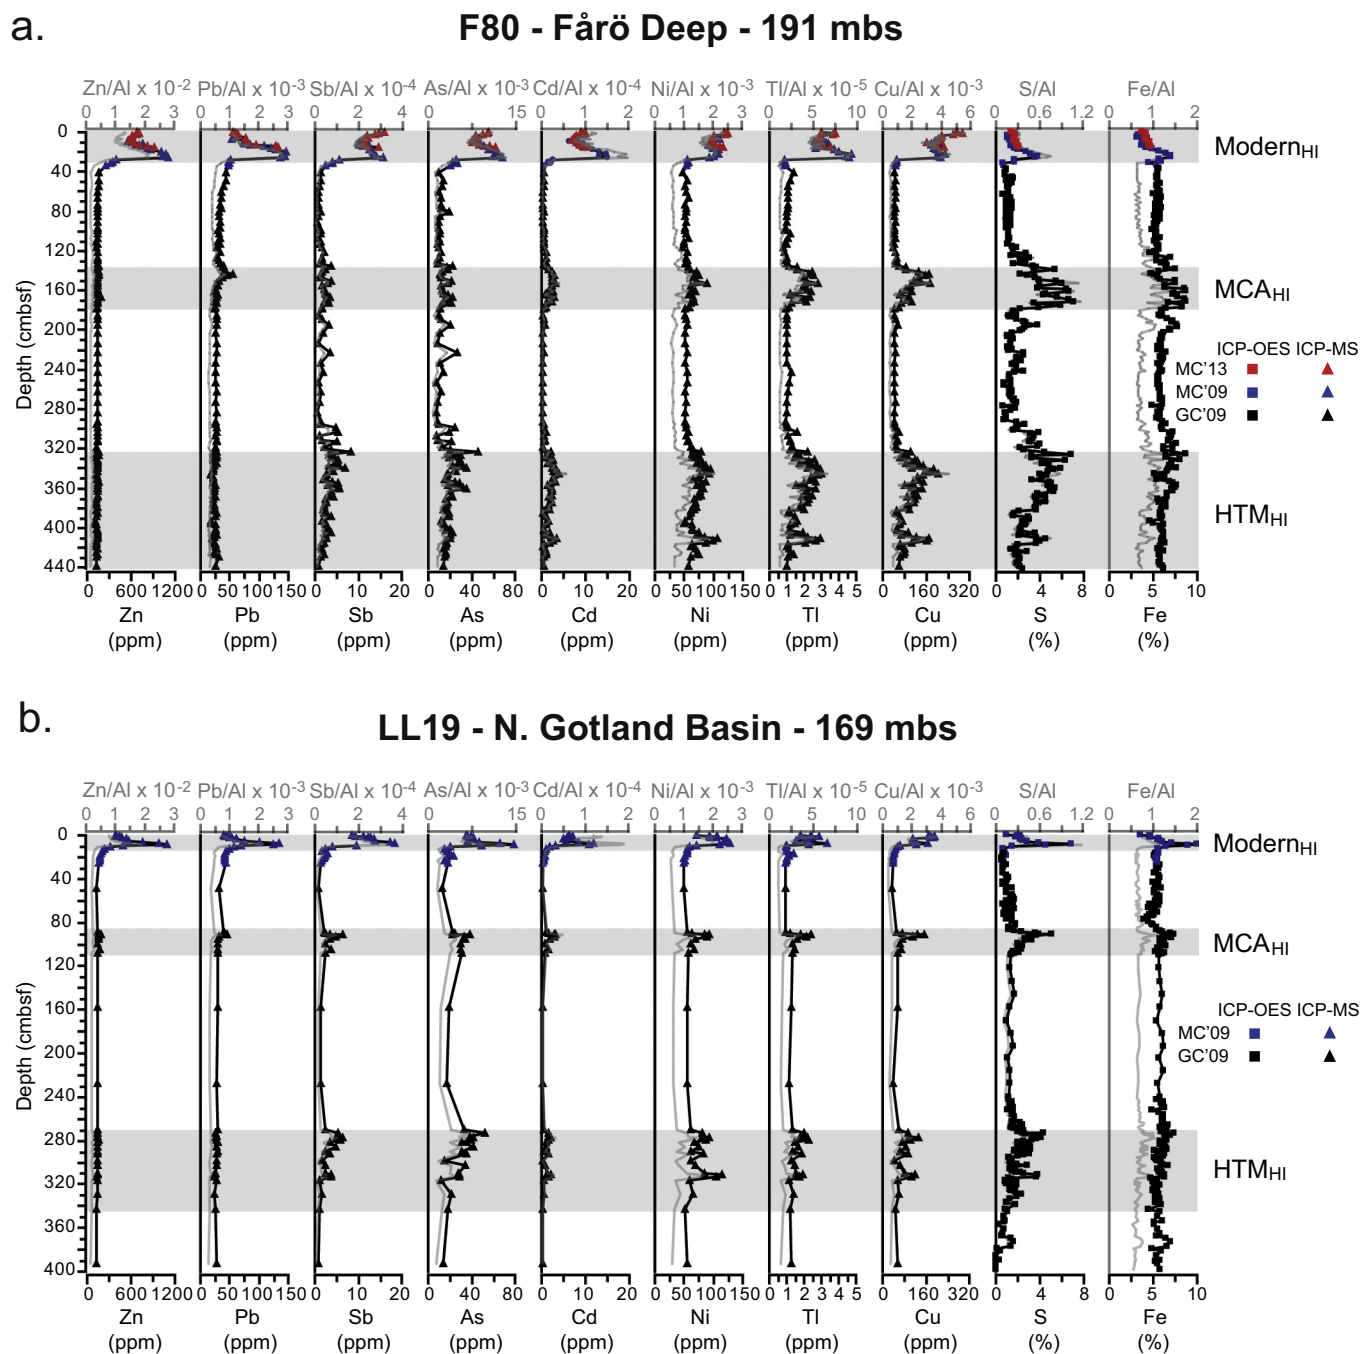 a.
F80 - Fårö Deep - 191 mbs
Zn/Al x 10-2 Pb/Al x 10-3 Sb/Al x 10-4 As/Al x 10-3 Cd/Al x 10-4 Ni/Al x 10-3 Tl/Al x 10-5 Cu/Al x 10-3 S/Al Fe/Al
0 1 2 3 0 1 2 3 0 2 4 0 15 0 2 0 1 2 3 0 5 10 0 2 4 6 0 0.6 1.2 0 1 2
0
40
80
120
160
200
240
280
320
360
400
440
Depth (cmbsf)
ModernHI
MCAHI
HTMHI
ICP-OES ICP-MS
MC'13
MC'09
GC'09
0 600 1200 0 50 150 0 10 20 0 40 80 0 10 20 0 50 100 150 0 1 2 3 4 5 0 160 320 0 4 8 0 5 10
Zn Pb Sb As Cd Ni Tl Cu S Fe
(ppm) (ppm) (ppm) (ppm) (ppm) (ppm) (ppm) (ppm) (%) (%)
b.
LL19 - N. Gotland Basin - 169 mbs
Zn/Al x 10-2 Pb/Al x 10-3 Sb/Al x 10-4 As/Al x 10-3 Cd/Al x 10-4 Ni/Al x 10-3 Tl/Al x 10-5 Cu/Al x 10-3 S/Al Fe/Al
0 1 2 3 0 1 2 3 0 2 4 0 15 0 2 0 1 2 3 0 5 10 0 2 4 6 0 0.6 1.2 0 1 2
0
40
80
120
160
200
240
280
320
360
400
Depth (cmbsf)
ModernHI
MCAHI
HTMHI
ICP-OES ICP-MS
MC'09
GC'09
0 600 1200 0 50 150 0 10 20 0 40 80 0 10 20 0 50 100 150 0 1 2 3 4 5 0 160 320 0 4 8 0 5 10
Zn Pb Sb As Cd Ni Tl Cu S Fe
(ppm) (ppm) (ppm) (ppm) (ppm) (ppm) (ppm) (ppm) (%) (%)